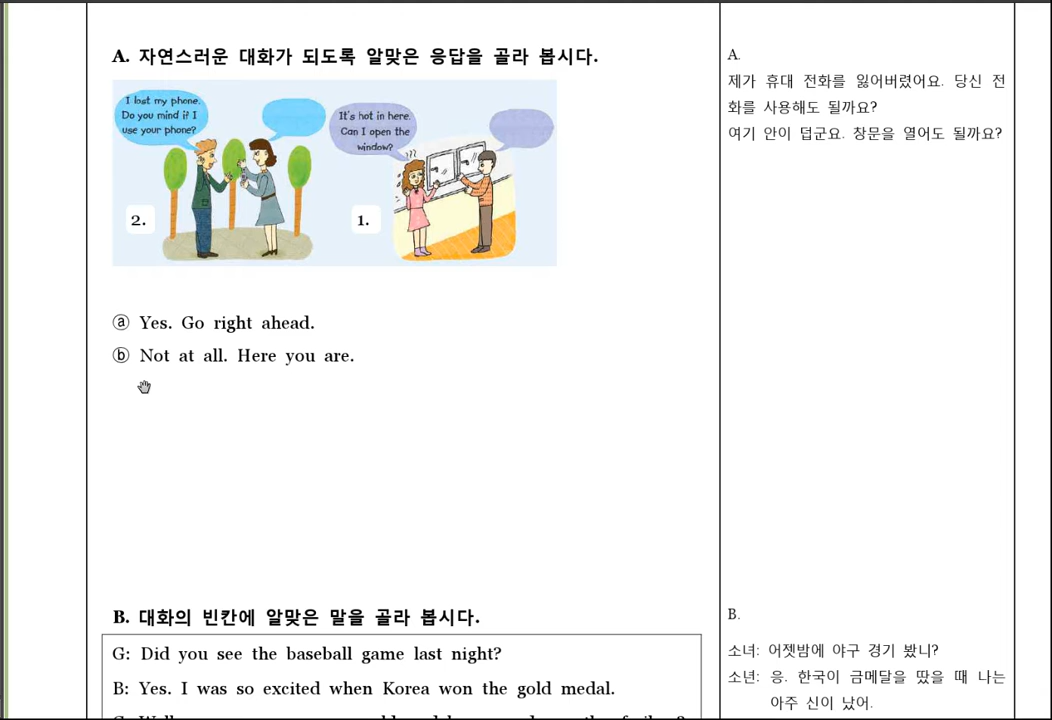 A. 자연스러운 대화가 되도록 알맞은 응답을 골라 봅시다.
I lost my phone.
Do you mind if I
use your phone?
It's hot in here.
Can I open the
window?
???
2.
1.
ⓐ Yes. Go right ahead.
ⓑ Not at all. Here you are.
B. 대화의 빈칸에 알맞은 말을 골라 봅시다.
G: Did you see the baseball game last night?
B: Yes. I was so excited when Korea won the gold medal.
A.
제가 휴대 전화를 잃어버렸어요. 당신 전
화를 사용해도 될까요?
여기 안이 덥군요. 창문을 열어도 될까요?
B.
소녀: 어젯밤에 야구 경기 봤니?
소년: 응. 한국이 금메달을 땄을 때 나는
아주 신이 났어.